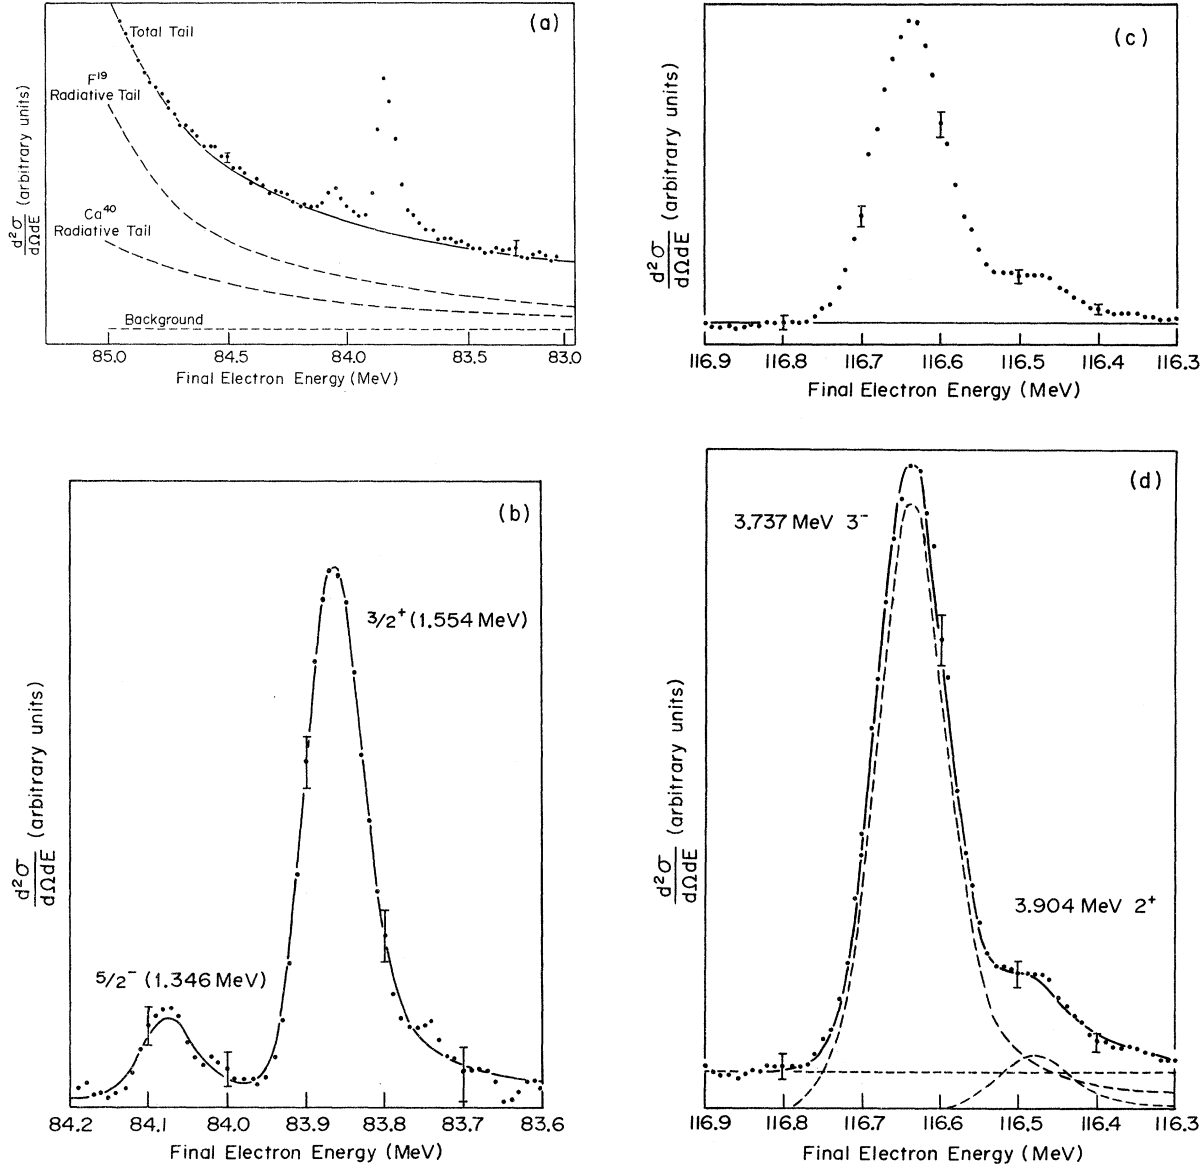 (a)
Total Tail
F¹⁹
Radiative Tail
Ca⁴⁰
Radiative Tail
Background
d²σ
dΩdE
(arbitrary units)
85.0 84.5 84.0 83.5 83.0
Final Electron Energy (MeV)
(c)
d²σ
dΩdE
(arbitrary units)
116.9 116.8 116.7 116.6 116.5 116.4 116.3
Final Electron Energy (MeV)
(b)
3/2⁺ (1.554 MeV)
5/2⁻ (1.346 MeV)
d²σ
dΩdE
(arbitrary units)
84.2 84.1 84.0 83.9 83.8 83.7 83.6
Final Electron Energy (MeV)
(d)
3.737 MeV 3⁻
3.904 MeV 2⁺
d²σ
dΩdE
(arbitrary units)
116.9 116.8 116.7 116.6 116.5 116.4 116.3
Final Electron Energy (MeV)